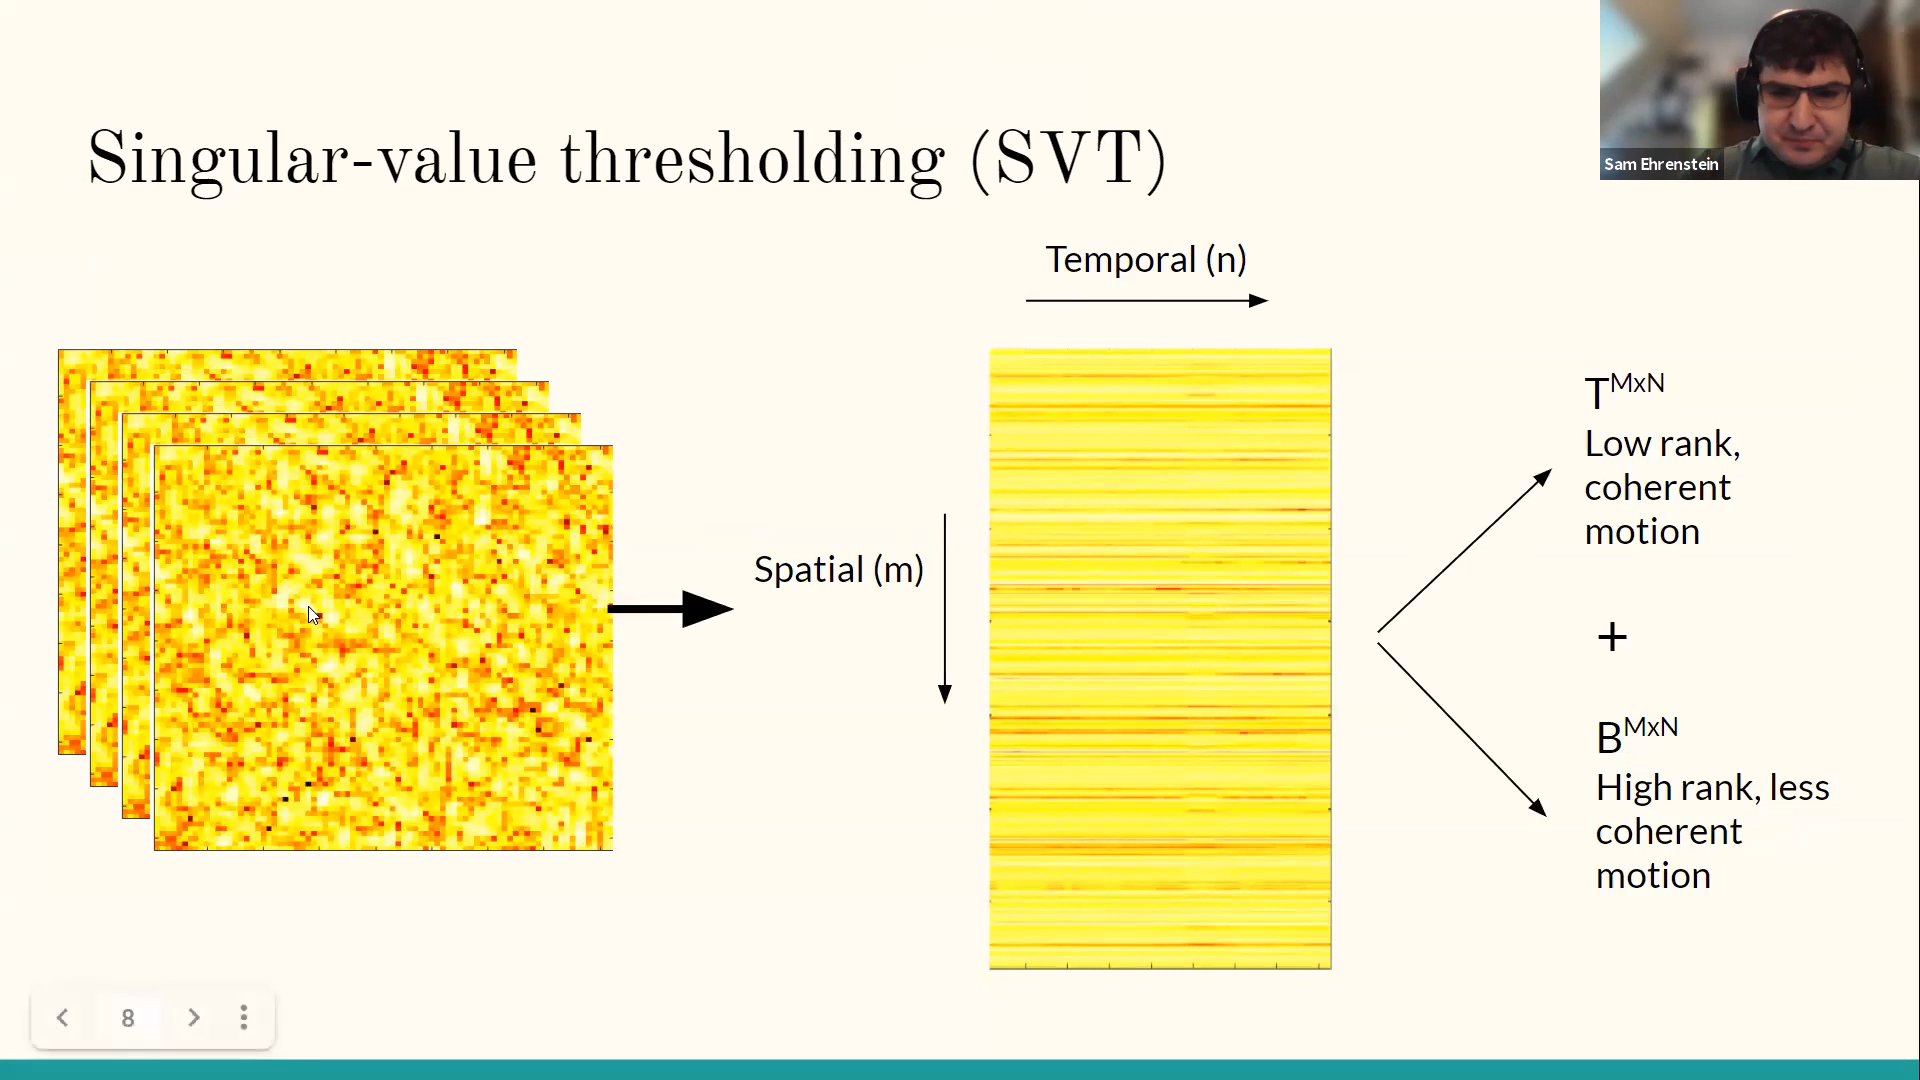 Singular-value thresholding (SVT)
Sam Ehrenstein
Temporal (n)
Spatial (m)
T^MxN
Low rank,
coherent
motion
+
B^MxN
High rank, less
coherent
motion
8